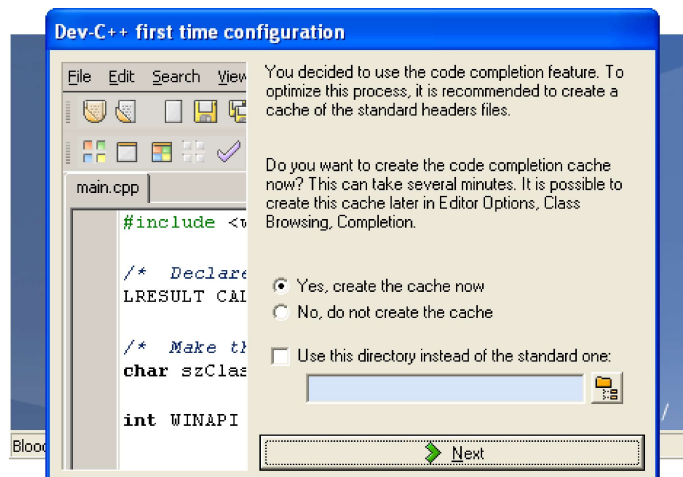 Dev-C++ first time configuration
File Edit Search View
main.cpp
#include <w
/* Declare
LRESULT CAL
/* Make th
char szClas
int WINAPI
You decided to use the code completion feature. To
optimize this process, it is recommended to create a
cache of the standard headers files.
Do you want to create the code completion cache
now? This can take several minutes. It is possible to
create this cache later in Editor Options, Class
Browsing, Completion.
Yes, create the cache now
No, do not create the cache
Use this directory instead of the standard one:
Next
Blood
/